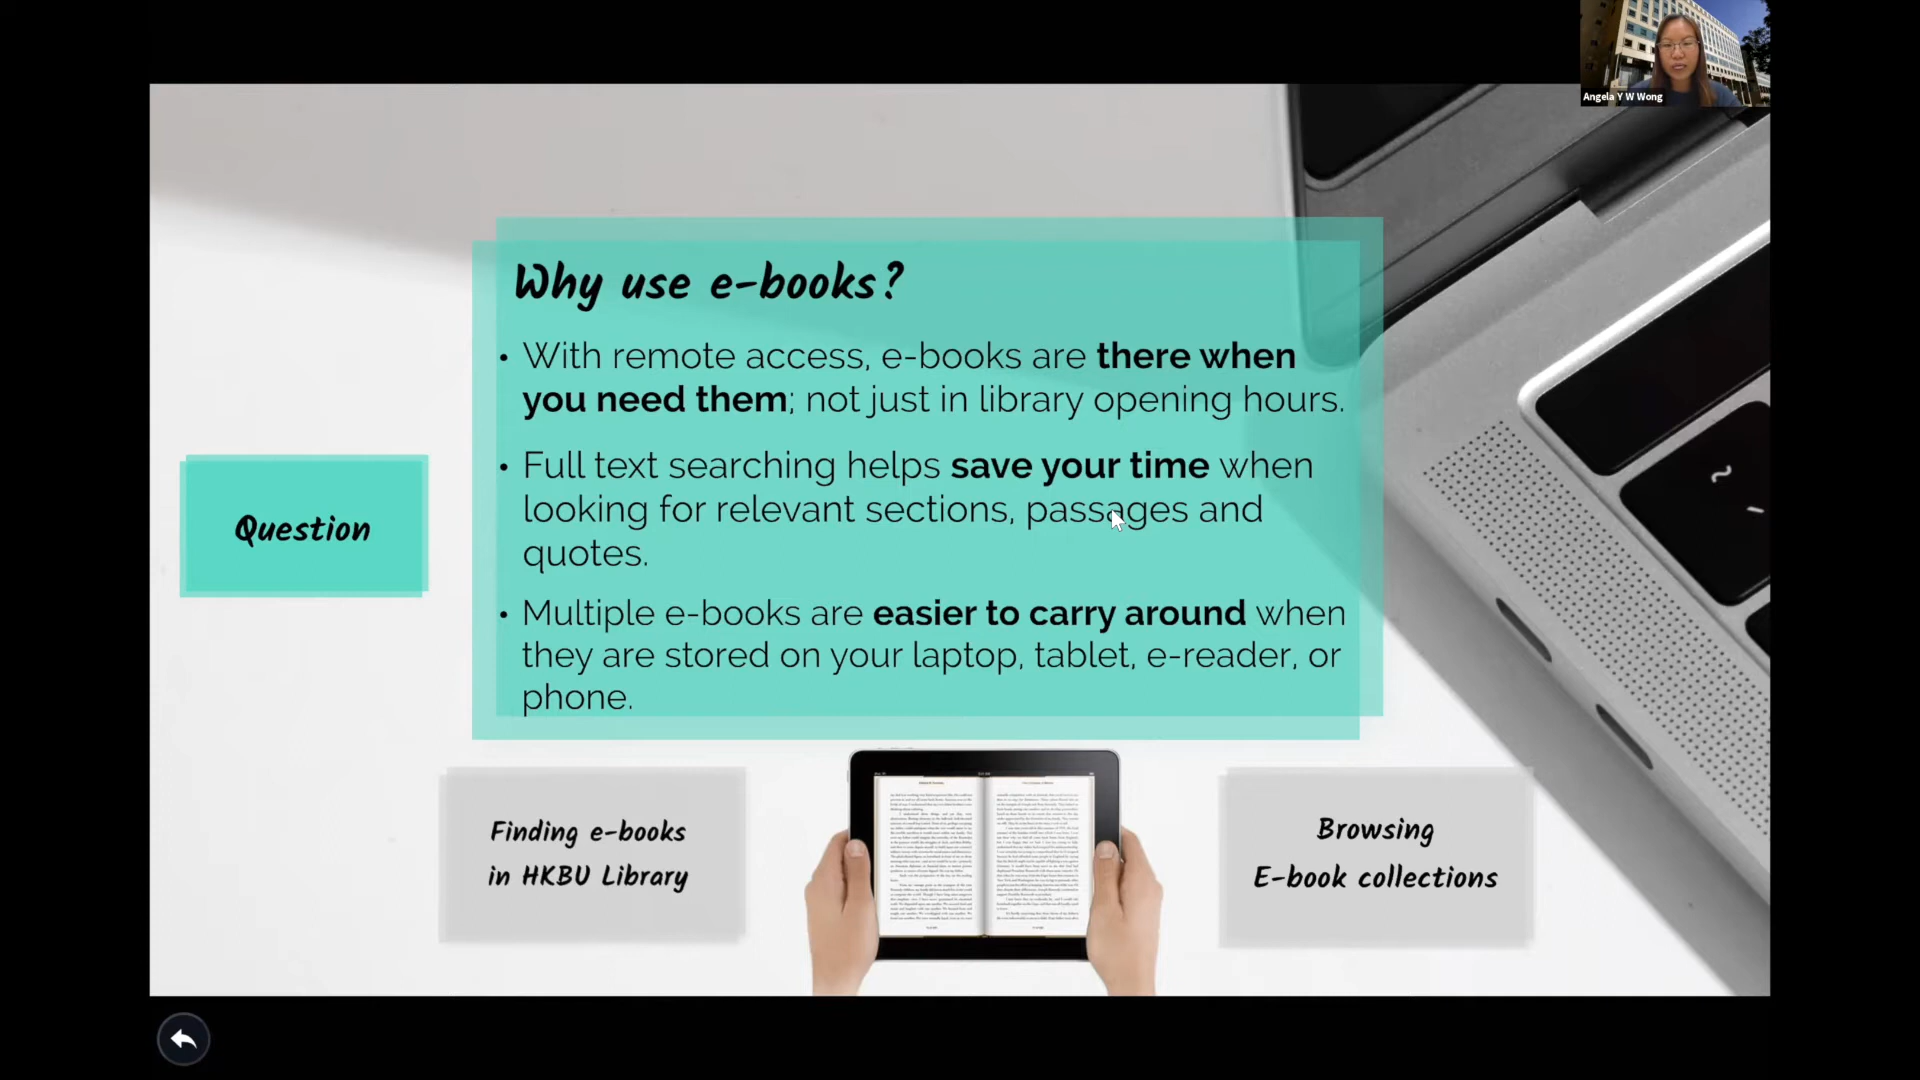 Angela Y W Wong
Why use e-books?
• With remote access, e-books are there when
you need them; not just in library opening hours.
• Full text searching helps save your time when
looking for relevant sections, passages and
quotes.
• Multiple e-books are easier to carry around when
they are stored on your laptop, tablet, e-reader, or
phone.
Question
Finding e-books
in HKBU Library
Browsing
E-book collections